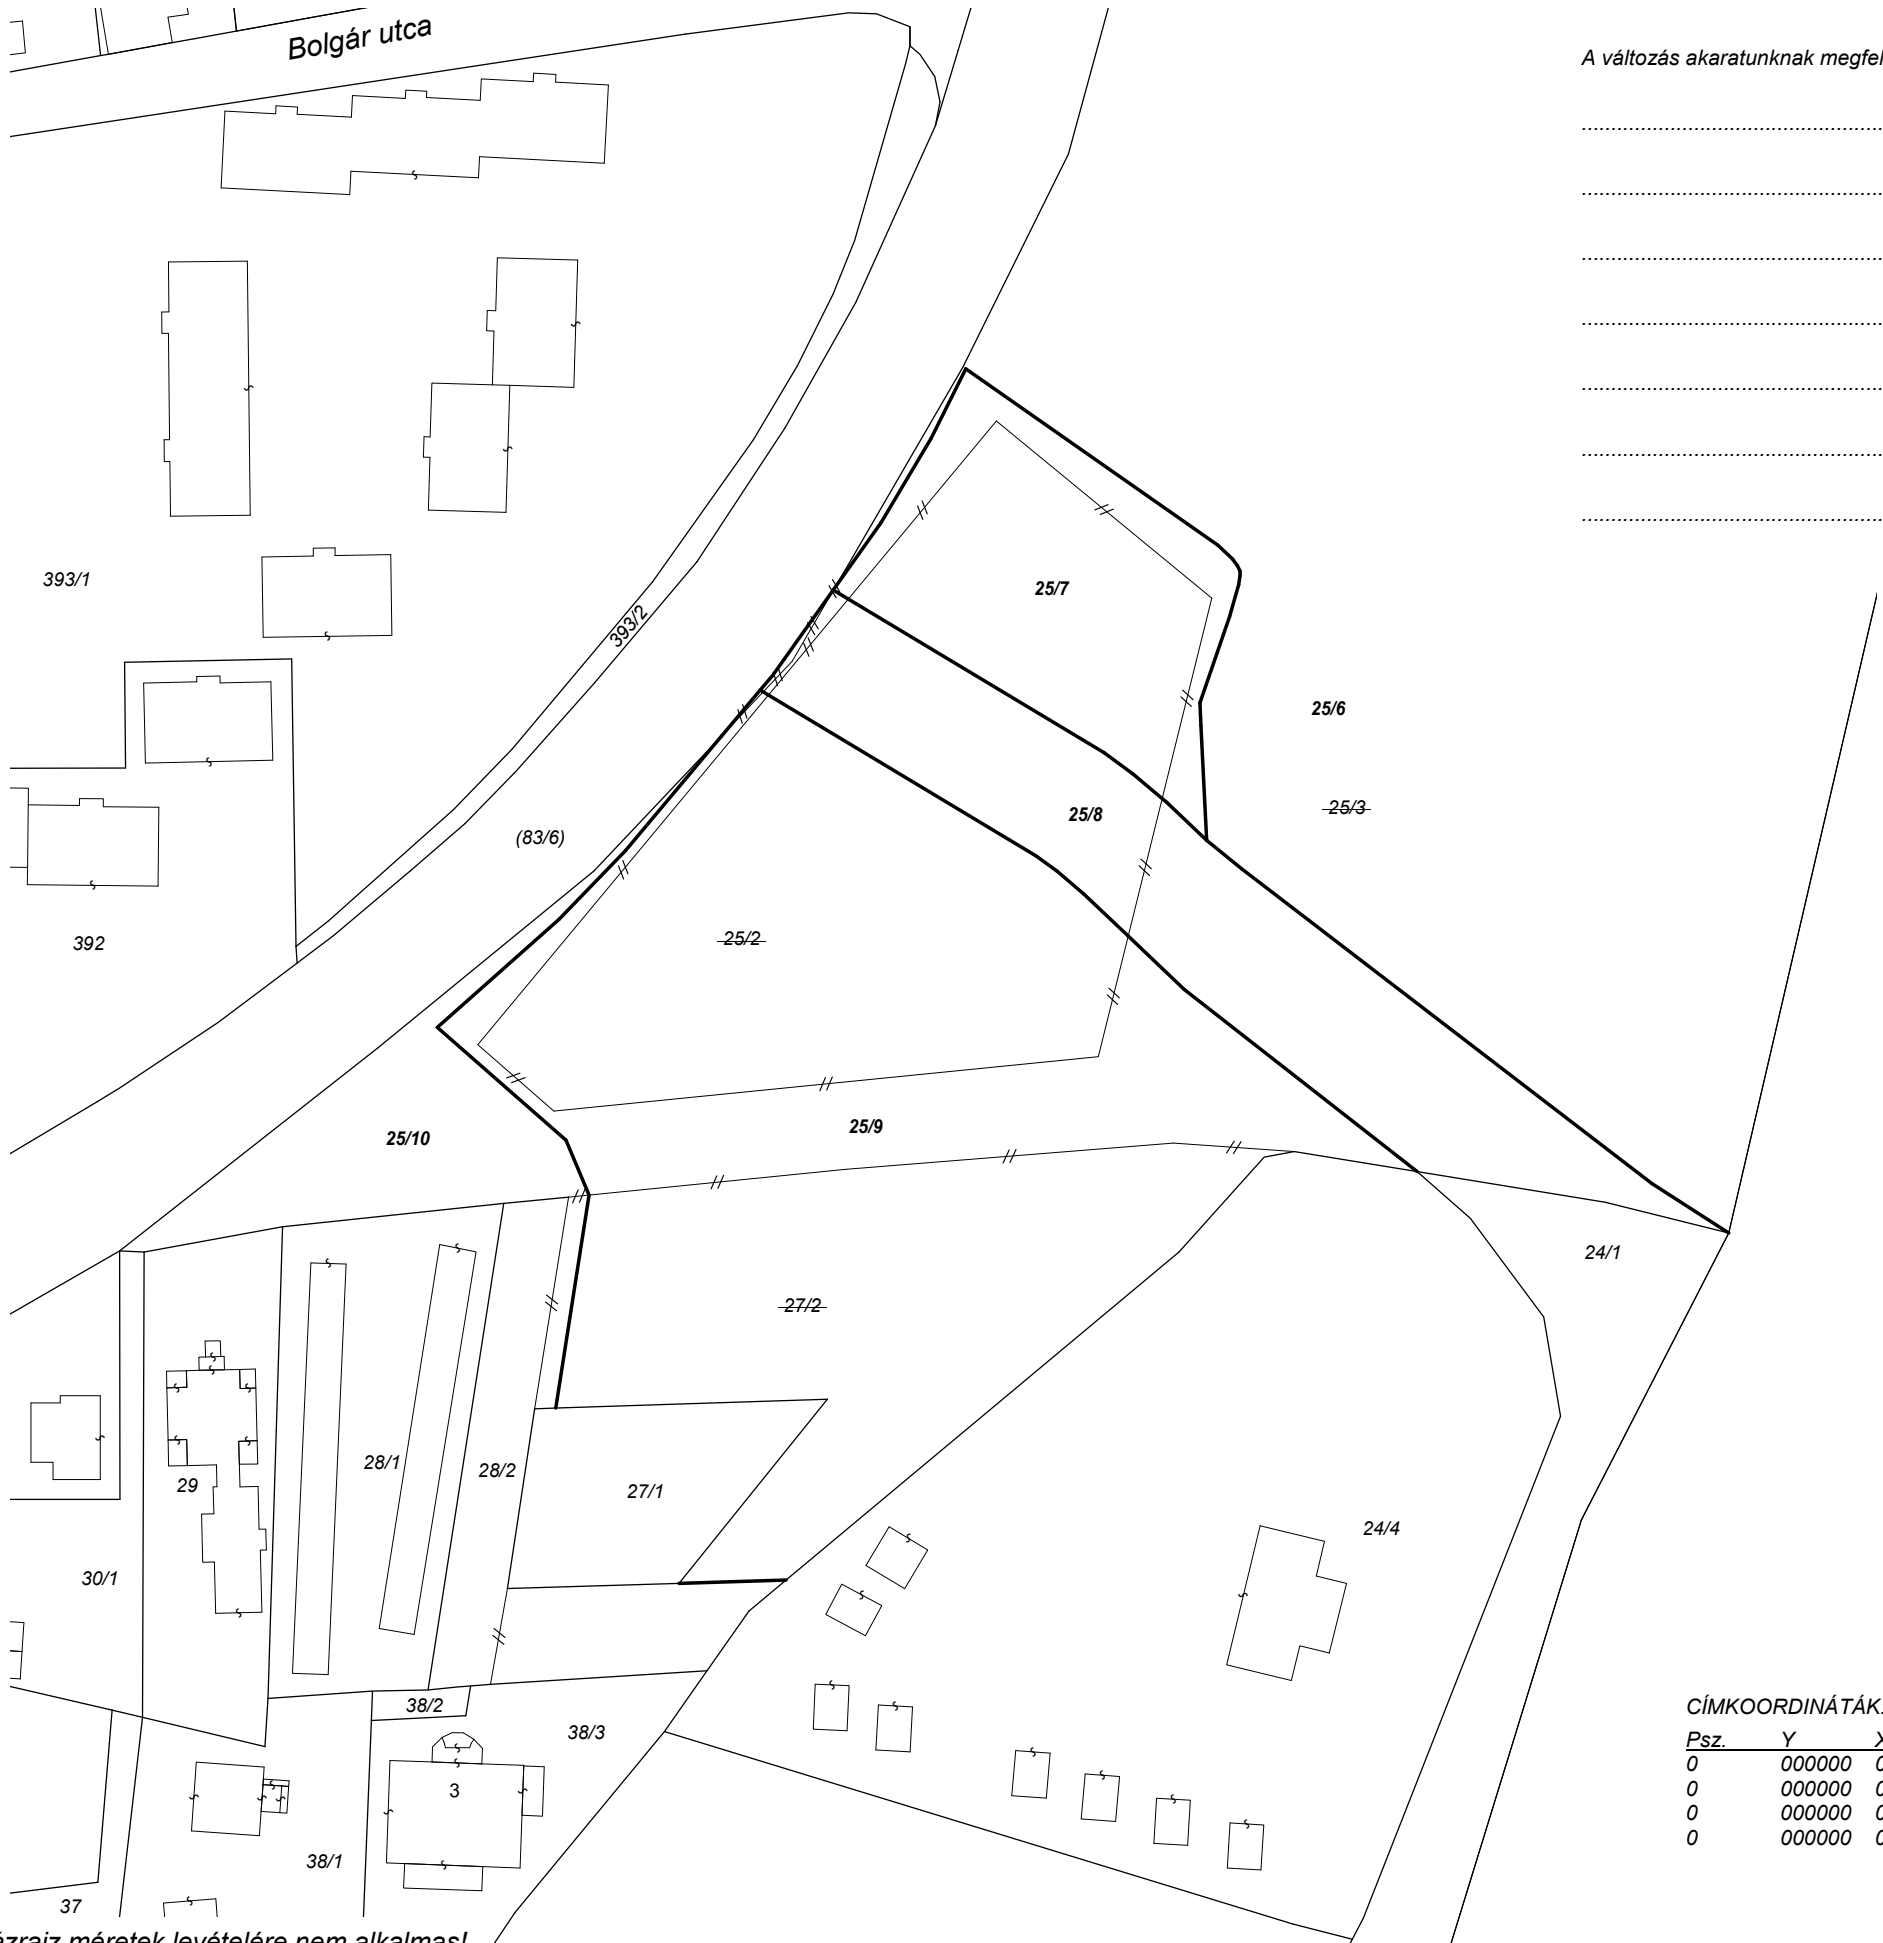 Bolgár utca
A változás akaratunknak megfel
393/1
393/2
25/7
25/6
25/8
25/3
(83/6)
25/2
392
25/9
25/10
24/1
27/2
28/1
28/2
29
27/1
24/4
30/1
38/2
38/3
3
38/1
37
CÍMKOORDINÁTÁK
Psz. Y X
0 000000 0
0 000000 0
0 000000 0
0 000000 0
ázrajz méretek levételére nem alkalmas!